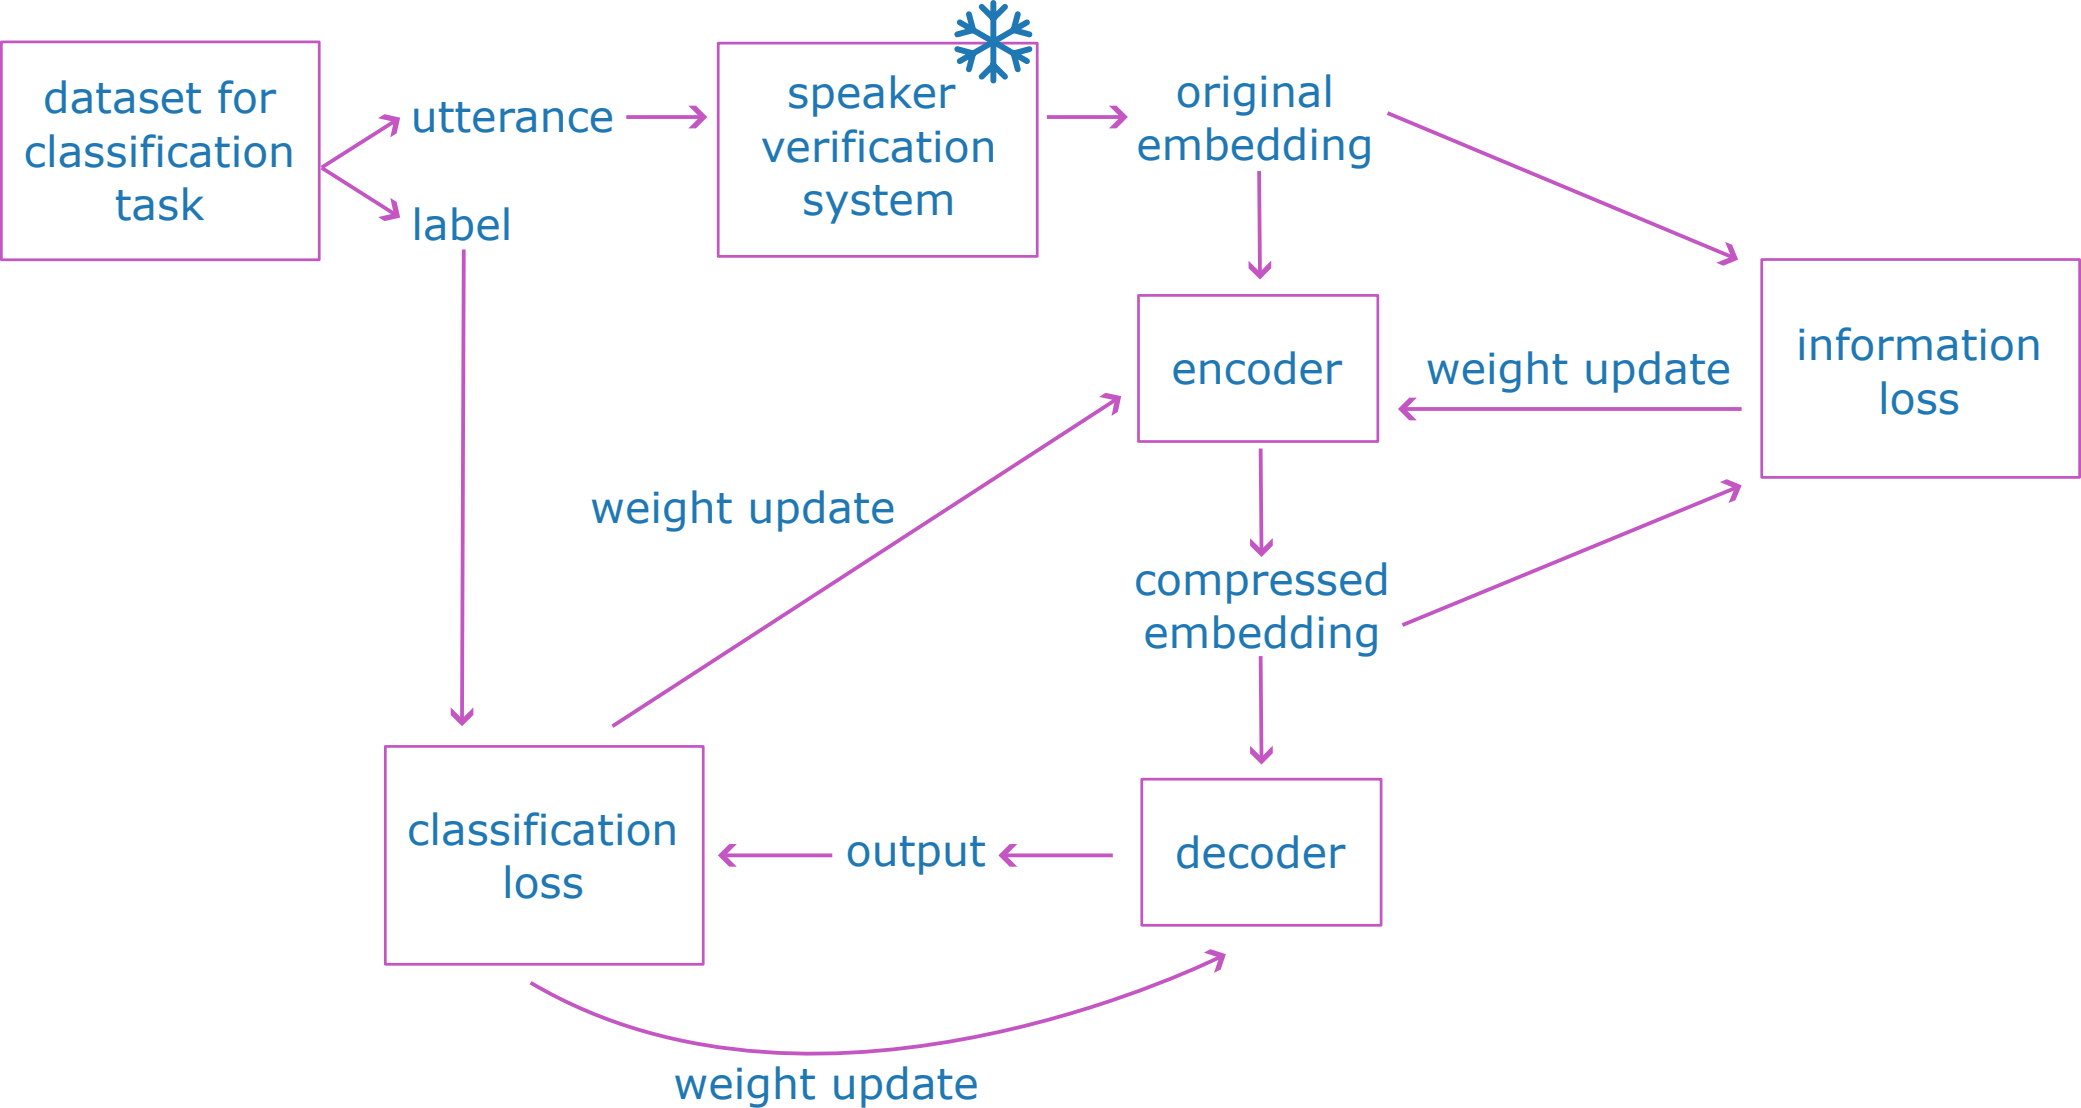 dataset for
classification
task
utterance
label
speaker
verification
system
original
embedding
encoder
weight update
information
loss
weight update
compressed
embedding
classification
loss
output
decoder
weight update